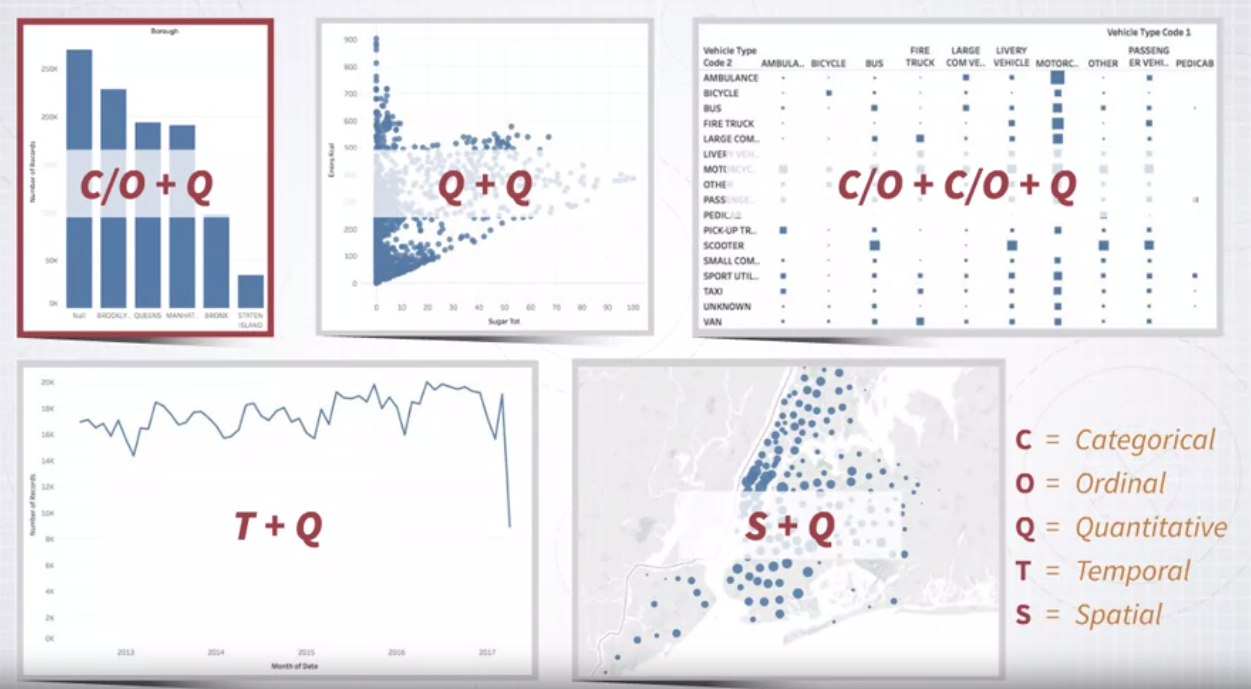 Borough
Number of Records
250K
200K
50K
0K
Null
BROOKLY..
QUEENS
MANHAT..
BRONX
STATEN
ISLAND
C/O + Q
900
800
700
600
500
200
100
0
Energ Kcal
0 10 20 30 40 50 60 70 80 90 100
Sugar Tot
Q + Q
Vehicle Type Code 1
Vehicle Type
Code 2
AMBULA..
BICYCLE
BUS
FIRE
TRUCK
LARGE
COM VE..
LIVERY
VEHICLE
MOTORC..
OTHER
PASSENG
ER VEHI..
PEDICAB
AMBULANCE
BICYCLE
BUS
FIRE TRUCK
LARGE COM..
LIVERY VEH..
MOTORCYC..
OTHER
PASSENGE..
PEDICAB
PICK-UP TR..
SCOOTER
SMALL COM..
SPORT UTIL..
TAXI
UNKNOWN
VAN
C/O + C/O + Q
20K
18K
16K
14K
12K
10K
8K
6K
4K
2K
0K
Number of Records
2013 2014 2015 2016 2017
Month of Date
T + Q
S + Q
C = Categorical
O = Ordinal
Q = Quantitative
T = Temporal
S = Spatial